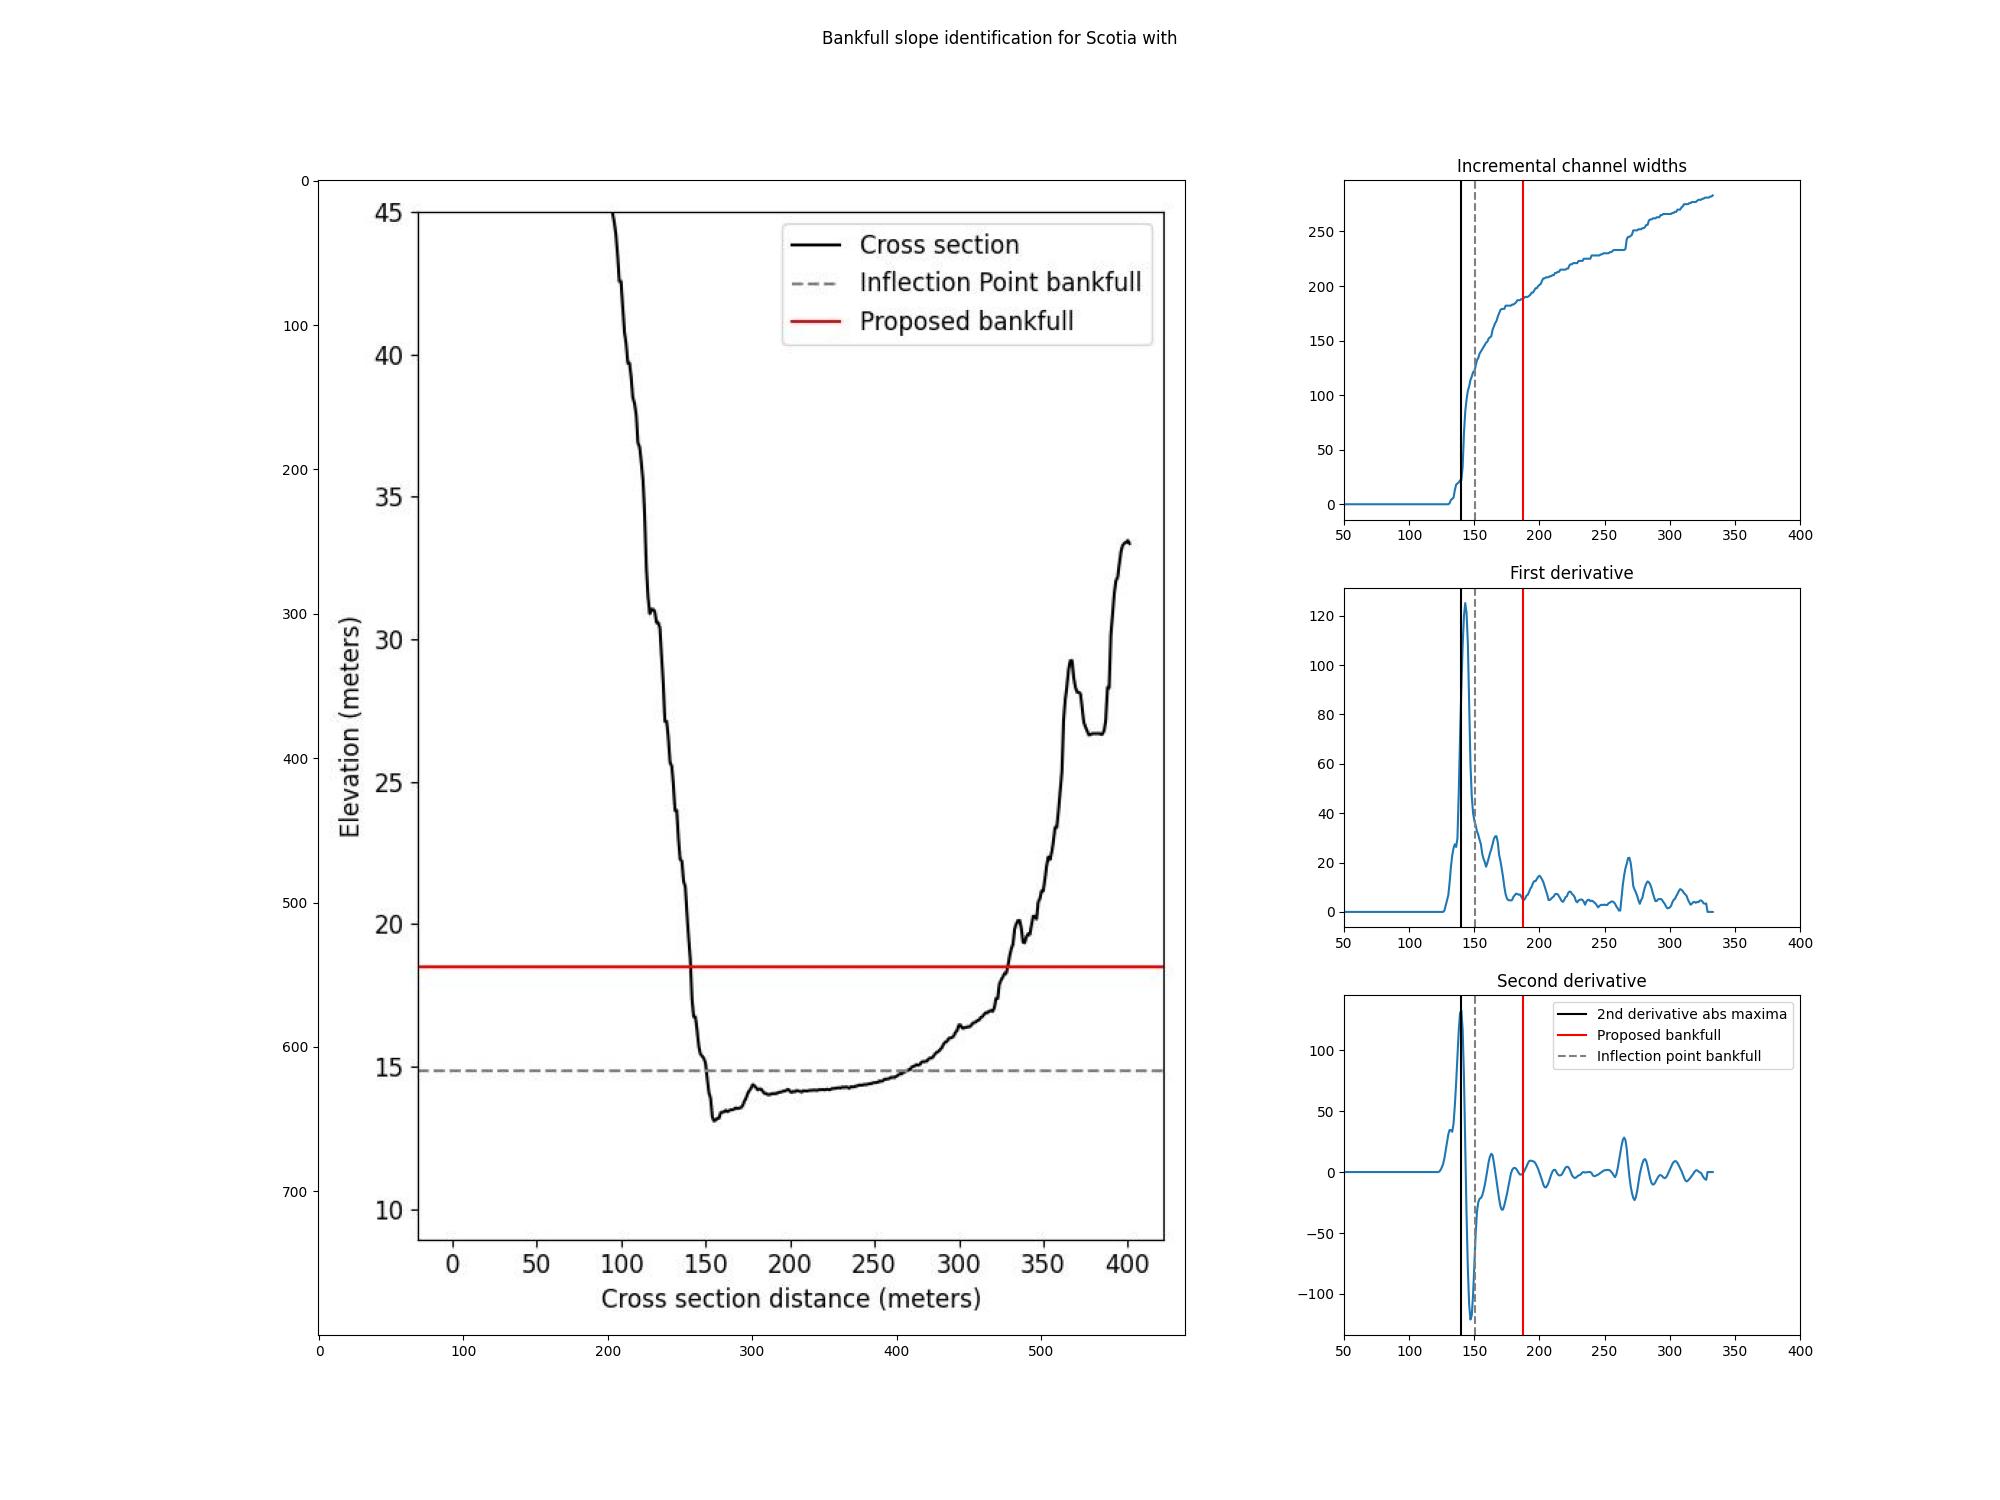 Bankfull slope identification for Scotia with
0
100
200
300
400
500
600
700
0 100 200 300 400 500
45
40
35
30
25
20
15
10
Elevation (meters)
0 50 100 150 200 250 300 350 400
Cross section distance (meters)
Cross section
Inflection Point bankfull
Proposed bankfull
Incremental channel widths
250
200
150
100
50
0
50 100 150 200 250 300 350 400
First derivative
120
100
80
60
40
20
0
50 100 150 200 250 300 350 400
Second derivative
2nd derivative abs maxima
Proposed bankfull
Inflection point bankfull
100
50
0
−50
−100
50 100 150 200 250 300 350 400